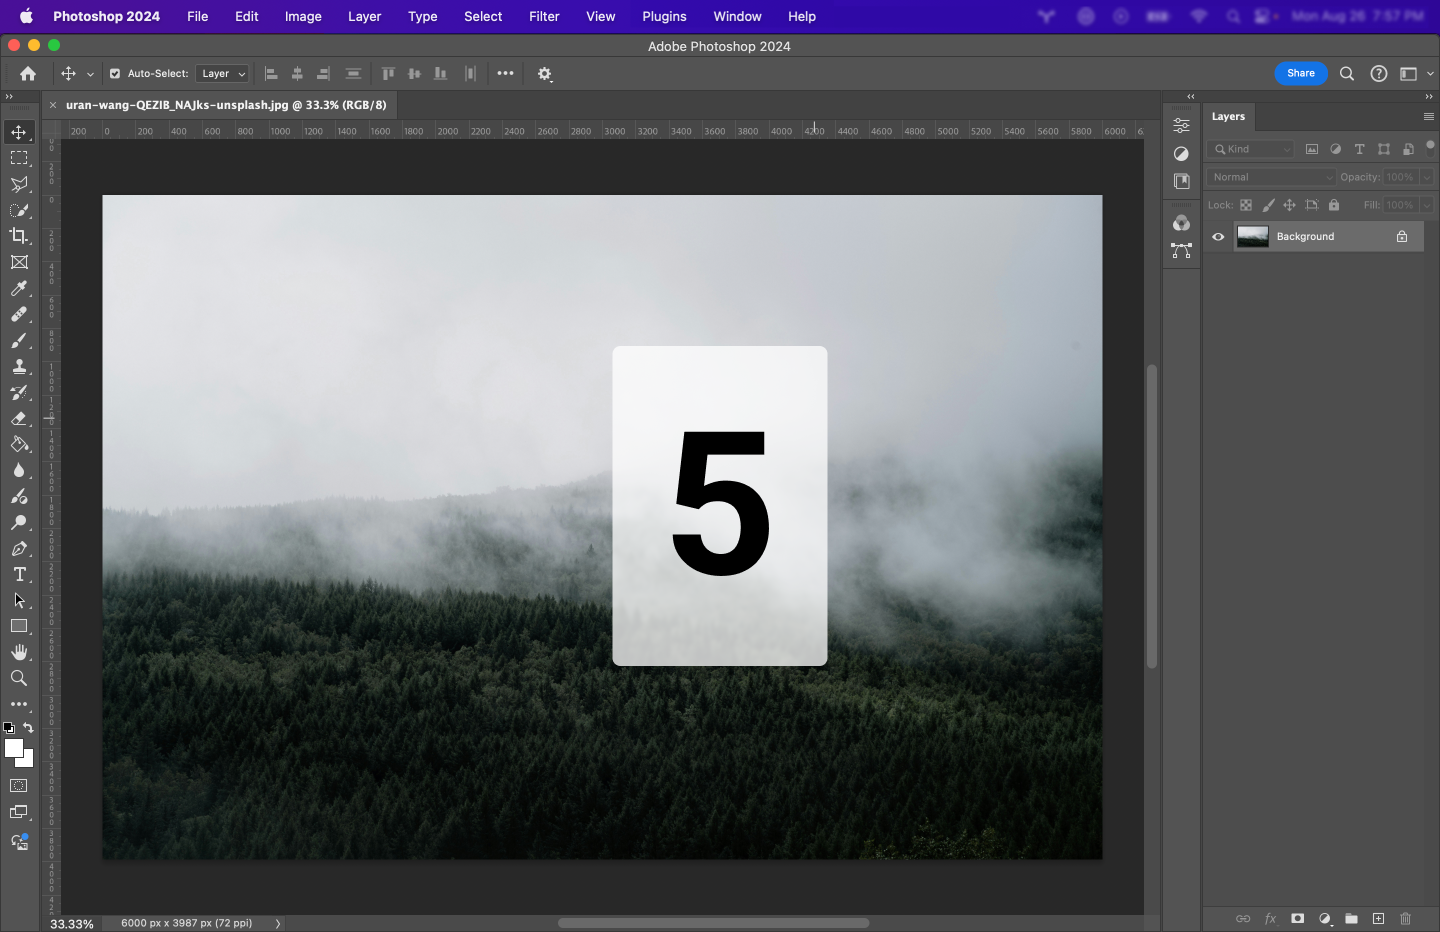 Photoshop 2024 File Edit Image Layer Type Select Filter View Plugins Window Help Mon Aug 26 7:57 PM
Adobe Photoshop 2024
Auto-Select: Layer Share
uran-wang-QEZIB_NAJks-unsplash.jpg @ 33.3% (RGB/8)
200 0 200 400 600 800 1000 1200 1400 1600 1800 2000 2200 2400 2600 2800 3000 3200 3400 3600 3800 4000 4200 4400 4600 4800 5000 5200 5400 5600 5800 6000
Layers
Kind
Normal Opacity: 100%
Lock: Fill: 100%
Background
5
33.33% 6000 px x 3987 px (72 ppi)
fx